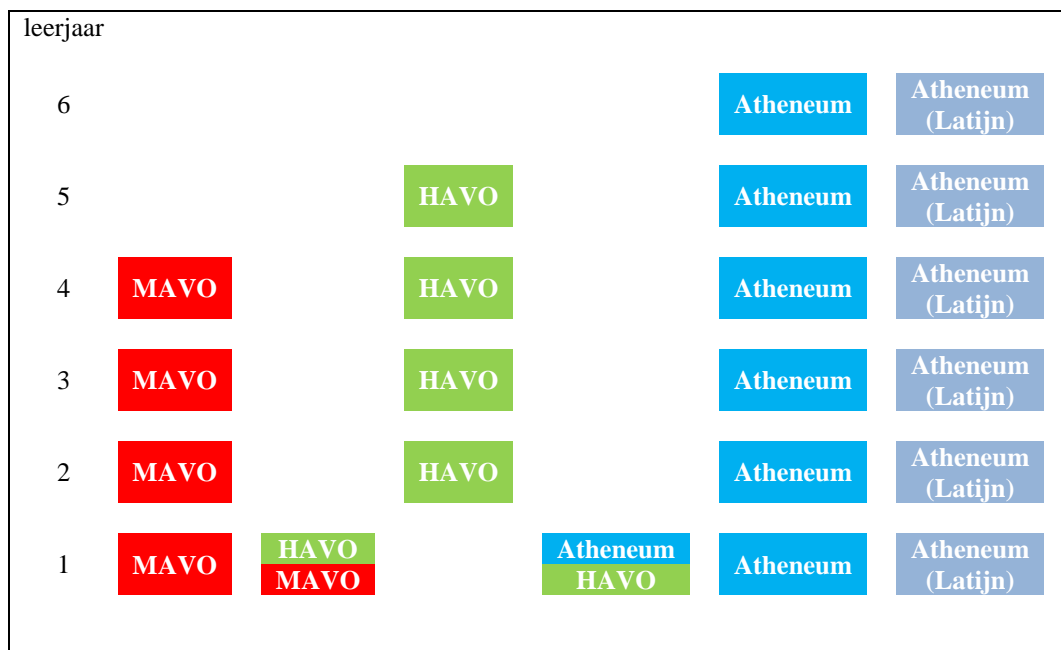 leerjaar
6 Atheneum Atheneum (Latijn)
5 HAVO Atheneum Atheneum (Latijn)
4 MAVO HAVO Atheneum Atheneum (Latijn)
3 MAVO HAVO Atheneum Atheneum (Latijn)
2 MAVO HAVO Atheneum Atheneum (Latijn)
1 MAVO HAVO MAVO Atheneum HAVO Atheneum Atheneum (Latijn)